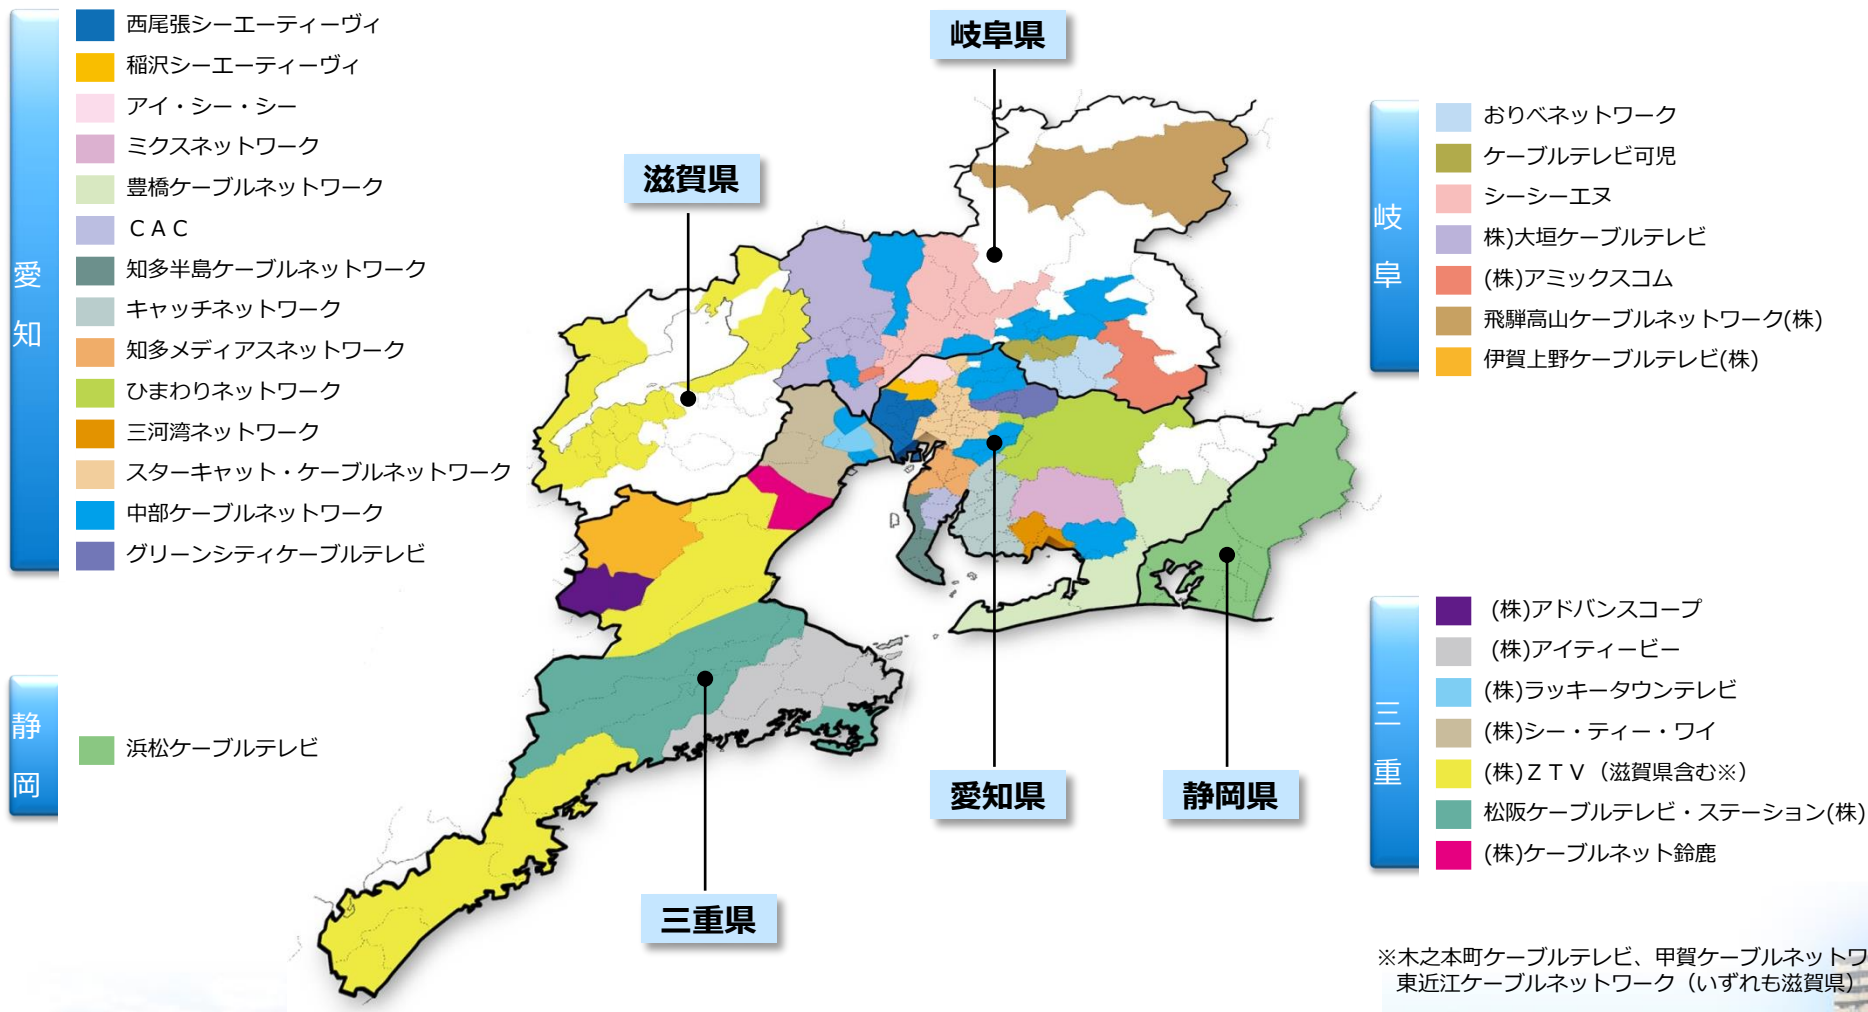 愛知
西尾張シーエーティーヴィ
稲沢シーエーティーヴィ
アイ・シー・シー
ミクスネットワーク
豊橋ケーブルネットワーク
ＣＡＣ
知多半島ケーブルネットワーク
キャッチネットワーク
知多メディアスネットワーク
ひまわりネットワーク
三河湾ネットワーク
スターキャット・ケーブルネットワーク
中部ケーブルネットワーク
グリーンシティケーブルテレビ
静岡
浜松ケーブルテレビ
岐阜県
滋賀県
愛知県
静岡県
三重県
岐阜
おりべネットワーク
ケーブルテレビ可児
シーシーエヌ
株)大垣ケーブルテレビ
(株)アミックスコム
飛騨高山ケーブルネットワーク(株)
伊賀上野ケーブルテレビ(株)
三重
(株)アドバンスコープ
(株)アイティービー
(株)ラッキータウンテレビ
(株)シー・ティー・ワイ
(株)ＺＴＶ（滋賀県含む※）
松阪ケーブルテレビ・ステーション(株)
(株)ケーブルネット鈴鹿
※木之本町ケーブルテレビ、甲賀ケーブルネットワ
東近江ケーブルネットワーク（いずれも滋賀県）